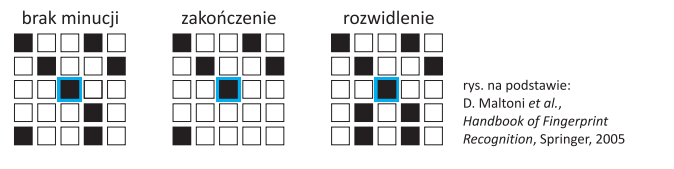 brak minucji
zakończenie
rozwidlenie
rys. na podstawie:
D. Maltoni et al.,
Handbook of Fingerprint
Recognition, Springer, 2005